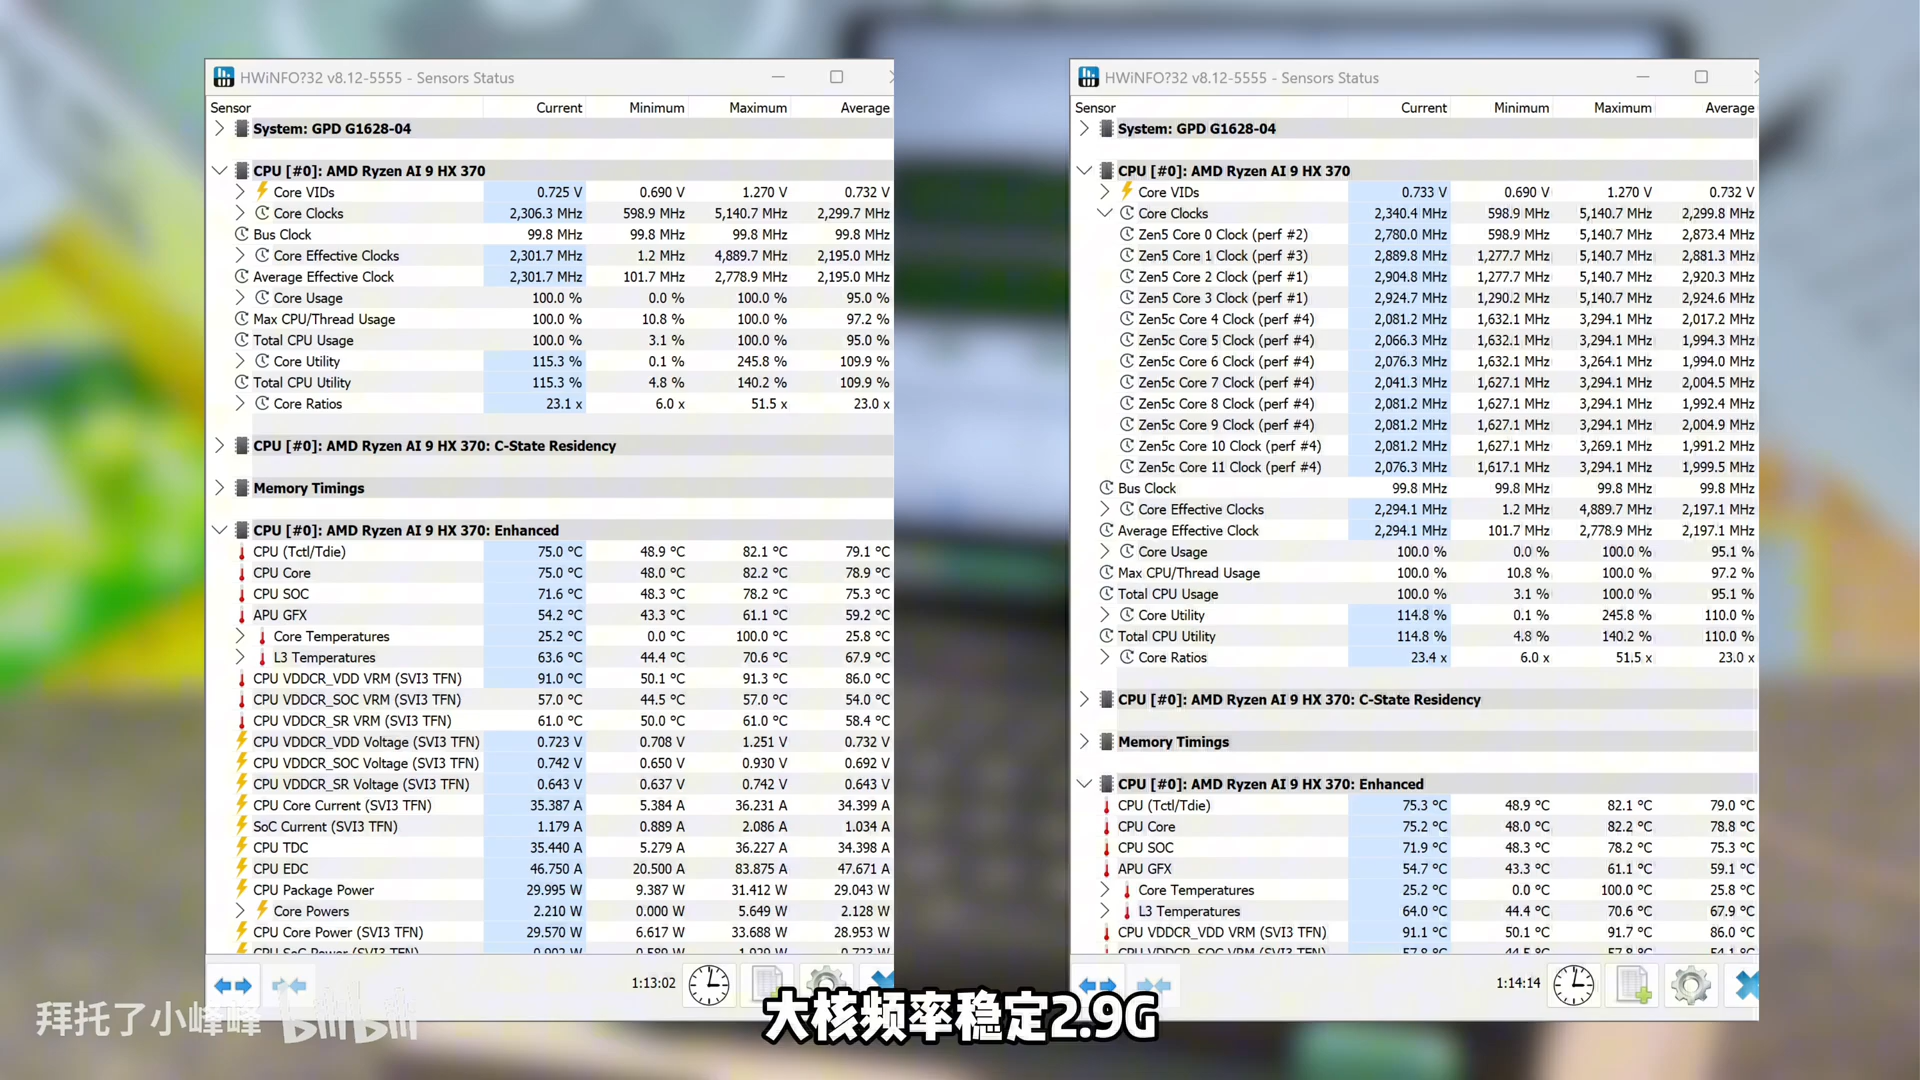 HWiNFO?32 v8.12-5555 - Sensors Status
Sensor Current Minimum Maximum Average
System: GPD G1628-04
CPU [#0]: AMD Ryzen AI 9 HX 370
Core VIDs 0.725 V 0.690 V 1.270 V 0.732 V
Core Clocks 2,306.3 MHz 598.9 MHz 5,140.7 MHz 2,299.7 MHz
Bus Clock 99.8 MHz 99.8 MHz 99.8 MHz 99.8 MHz
Core Effective Clocks 2,301.7 MHz 1.2 MHz 4,889.7 MHz 2,195.0 MHz
Average Effective Clock 2,301.7 MHz 101.7 MHz 2,778.9 MHz 2,195.0 MHz
Core Usage 100.0 % 0.0 % 100.0 % 95.0 %
Max CPU/Thread Usage 100.0 % 10.8 % 100.0 % 97.2 %
Total CPU Usage 100.0 % 3.1 % 100.0 % 95.0 %
Core Utility 115.3 % 0.1 % 245.8 % 109.9 %
Total CPU Utility 115.3 % 4.8 % 140.2 % 109.9 %
Core Ratios 23.1 x 6.0 x 51.5 x 23.0 x
CPU [#0]: AMD Ryzen AI 9 HX 370: C-State Residency
Memory Timings
CPU [#0]: AMD Ryzen AI 9 HX 370: Enhanced
CPU (Tctl/Tdie) 75.0 °C 48.9 °C 82.1 °C 79.1 °C
CPU Core 75.0 °C 48.0 °C 82.2 °C 78.9 °C
CPU SOC 71.6 °C 48.3 °C 78.2 °C 75.3 °C
APU GFX 54.2 °C 43.3 °C 61.1 °C 59.2 °C
Core Temperatures 25.2 °C 0.0 °C 100.0 °C 25.8 °C
L3 Temperatures 63.6 °C 44.4 °C 70.6 °C 67.9 °C
CPU VDDCR_VDD VRM (SVI3 TFN) 91.0 °C 50.1 °C 91.3 °C 86.0 °C
CPU VDDCR_SOC VRM (SVI3 TFN) 57.0 °C 44.5 °C 57.0 °C 54.0 °C
CPU VDDCR_SR VRM (SVI3 TFN) 61.0 °C 50.0 °C 61.0 °C 58.4 °C
CPU VDDCR_VDD Voltage (SVI3 TFN) 0.723 V 0.708 V 1.251 V 0.732 V
CPU VDDCR_SOC Voltage (SVI3 TFN) 0.742 V 0.650 V 0.930 V 0.692 V
CPU VDDCR_SR Voltage (SVI3 TFN) 0.643 V 0.637 V 0.742 V 0.643 V
CPU Core Current (SVI3 TFN) 35.387 A 5.384 A 36.231 A 34.399 A
SoC Current (SVI3 TFN) 1.179 A 0.889 A 2.086 A 1.034 A
CPU TDC 35.440 A 5.279 A 36.227 A 34.398 A
CPU EDC 46.750 A 20.500 A 83.875 A 47.671 A
CPU Package Power 29.995 W 9.387 W 31.412 W 29.043 W
Core Powers 2.210 W 0.000 W 5.649 W 2.128 W
CPU Core Power (SVI3 TFN) 29.570 W 6.617 W 33.688 W 28.953 W
1:13:02
HWiNFO?32 v8.12-5555 - Sensors Status
Sensor Current Minimum Maximum Average
System: GPD G1628-04
CPU [#0]: AMD Ryzen AI 9 HX 370
Core VIDs 0.733 V 0.690 V 1.270 V 0.732 V
Core Clocks 2,340.4 MHz 598.9 MHz 5,140.7 MHz 2,299.8 MHz
Zen5 Core 0 Clock (perf #2) 2,780.0 MHz 598.9 MHz 5,140.7 MHz 2,873.4 MHz
Zen5 Core 1 Clock (perf #3) 2,889.8 MHz 1,277.7 MHz 5,140.7 MHz 2,881.3 MHz
Zen5 Core 2 Clock (perf #1) 2,904.8 MHz 1,277.7 MHz 5,140.7 MHz 2,920.3 MHz
Zen5 Core 3 Clock (perf #1) 2,924.7 MHz 1,290.2 MHz 5,140.7 MHz 2,924.6 MHz
Zen5c Core 4 Clock (perf #4) 2,081.2 MHz 1,632.1 MHz 3,294.1 MHz 2,017.2 MHz
Zen5c Core 5 Clock (perf #4) 2,066.3 MHz 1,632.1 MHz 3,294.1 MHz 1,994.3 MHz
Zen5c Core 6 Clock (perf #4) 2,076.3 MHz 1,632.1 MHz 3,264.1 MHz 1,994.0 MHz
Zen5c Core 7 Clock (perf #4) 2,041.3 MHz 1,627.1 MHz 3,294.1 MHz 2,004.5 MHz
Zen5c Core 8 Clock (perf #4) 2,081.2 MHz 1,627.1 MHz 3,294.1 MHz 1,992.4 MHz
Zen5c Core 9 Clock (perf #4) 2,081.2 MHz 1,627.1 MHz 3,294.1 MHz 2,004.9 MHz
Zen5c Core 10 Clock (perf #4) 2,081.2 MHz 1,627.1 MHz 3,269.1 MHz 1,991.2 MHz
Zen5c Core 11 Clock (perf #4) 2,076.3 MHz 1,617.1 MHz 3,294.1 MHz 1,999.5 MHz
Bus Clock 99.8 MHz 99.8 MHz 99.8 MHz 99.8 MHz
Core Effective Clocks 2,294.1 MHz 1.2 MHz 4,889.7 MHz 2,197.1 MHz
Average Effective Clock 2,294.1 MHz 101.7 MHz 2,778.9 MHz 2,197.1 MHz
Core Usage 100.0 % 0.0 % 100.0 % 95.1 %
Max CPU/Thread Usage 100.0 % 10.8 % 100.0 % 97.2 %
Total CPU Usage 100.0 % 3.1 % 100.0 % 95.1 %
Core Utility 114.8 % 0.1 % 245.8 % 110.0 %
Total CPU Utility 114.8 % 4.8 % 140.2 % 110.0 %
Core Ratios 23.4 x 6.0 x 51.5 x 23.0 x
CPU [#0]: AMD Ryzen AI 9 HX 370: C-State Residency
Memory Timings
CPU [#0]: AMD Ryzen AI 9 HX 370: Enhanced
CPU (Tctl/Tdie) 75.3 °C 48.9 °C 82.1 °C 79.0 °C
CPU Core 75.2 °C 48.0 °C 82.2 °C 78.8 °C
CPU SOC 71.9 °C 48.3 °C 78.2 °C 75.3 °C
APU GFX 54.7 °C 43.3 °C 61.1 °C 59.1 °C
Core Temperatures 25.2 °C 0.0 °C 100.0 °C 25.8 °C
L3 Temperatures 64.0 °C 44.4 °C 70.6 °C 67.9 °C
CPU VDDCR_VDD VRM (SVI3 TFN) 91.1 °C 50.1 °C 91.7 °C 86.0 °C
1:14:14
拜托了小峰峰 bilibili
大核频率稳定2.9G